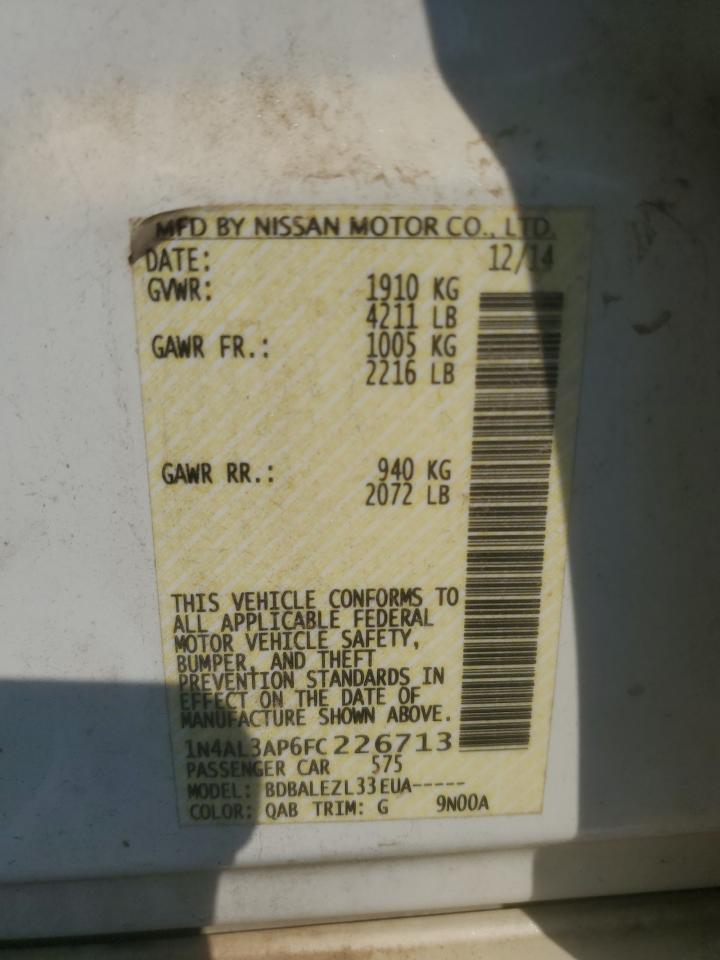 MFD BY NISSAN MOTOR CO., LTD.
DATE: 12/14
GVWR: 1910 KG
4211 LB
GAWR FR.: 1005 KG
2216 LB
GAWR RR.: 940 KG
2072 LB
THIS VEHICLE CONFORMS TO
ALL APPLICABLE FEDERAL
MOTOR VEHICLE SAFETY,
BUMPER, AND THEFT
PREVENTION STANDARDS IN
EFFECT ON THE DATE OF
MANUFACTURE SHOWN ABOVE.
1N4AL3AP6FC226713
PASSENGER CAR 575
MODEL: BDBALEZL33EUA-----
COLOR: QAB TRIM: G 9N00A